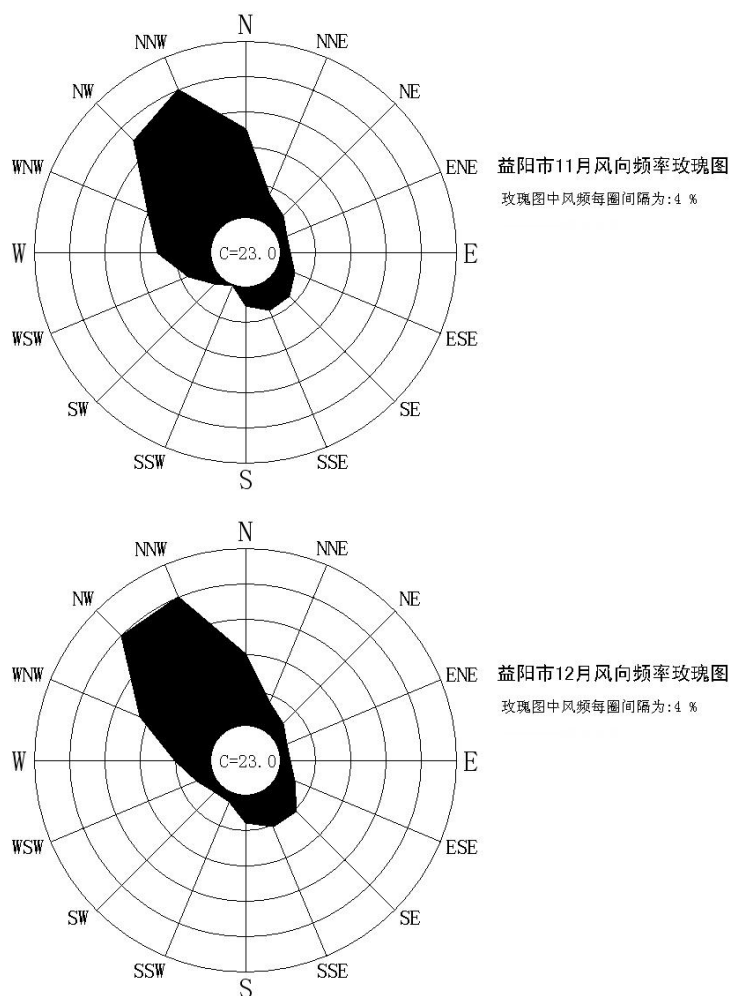 N
NNW
NNE
NW
NE
WNW
ENE
益阳市11月风向频率玫瑰图
玫瑰图中风频每圈间隔为:4 %
W
C=23.0
E
WSW
ESE
SW
SE
SSW
SSE
S
N
NNW
NNE
NW
NE
WNW
ENE
益阳市12月风向频率玫瑰图
玫瑰图中风频每圈间隔为:4 %
W
C=23.0
E
WSW
ESE
SW
SE
SSW
SSE
S